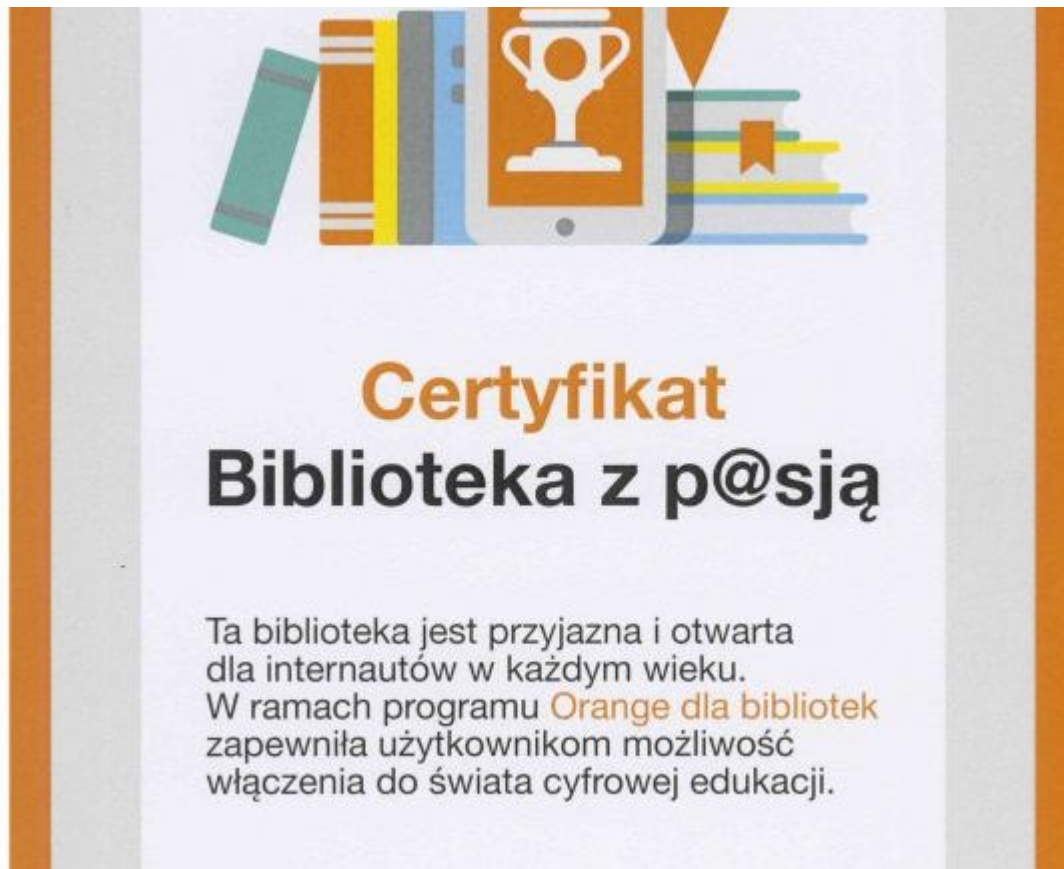 Certyfikat
Biblioteka z p@sją
Ta biblioteka jest przyjazna i otwarta
dla internautów w każdym wieku.
W ramach programu Orange dla bibliotek
zapewniła użytkownikom możliwość
włączenia do świata cyfrowej edukacji.